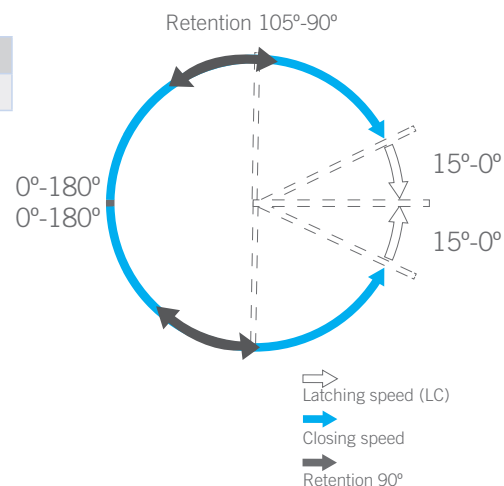 Retention 105º-90º
15º-0º
0º-180º
0º-180º
15º-0º
Latching speed (LC)
Closing speed
Retention 90º